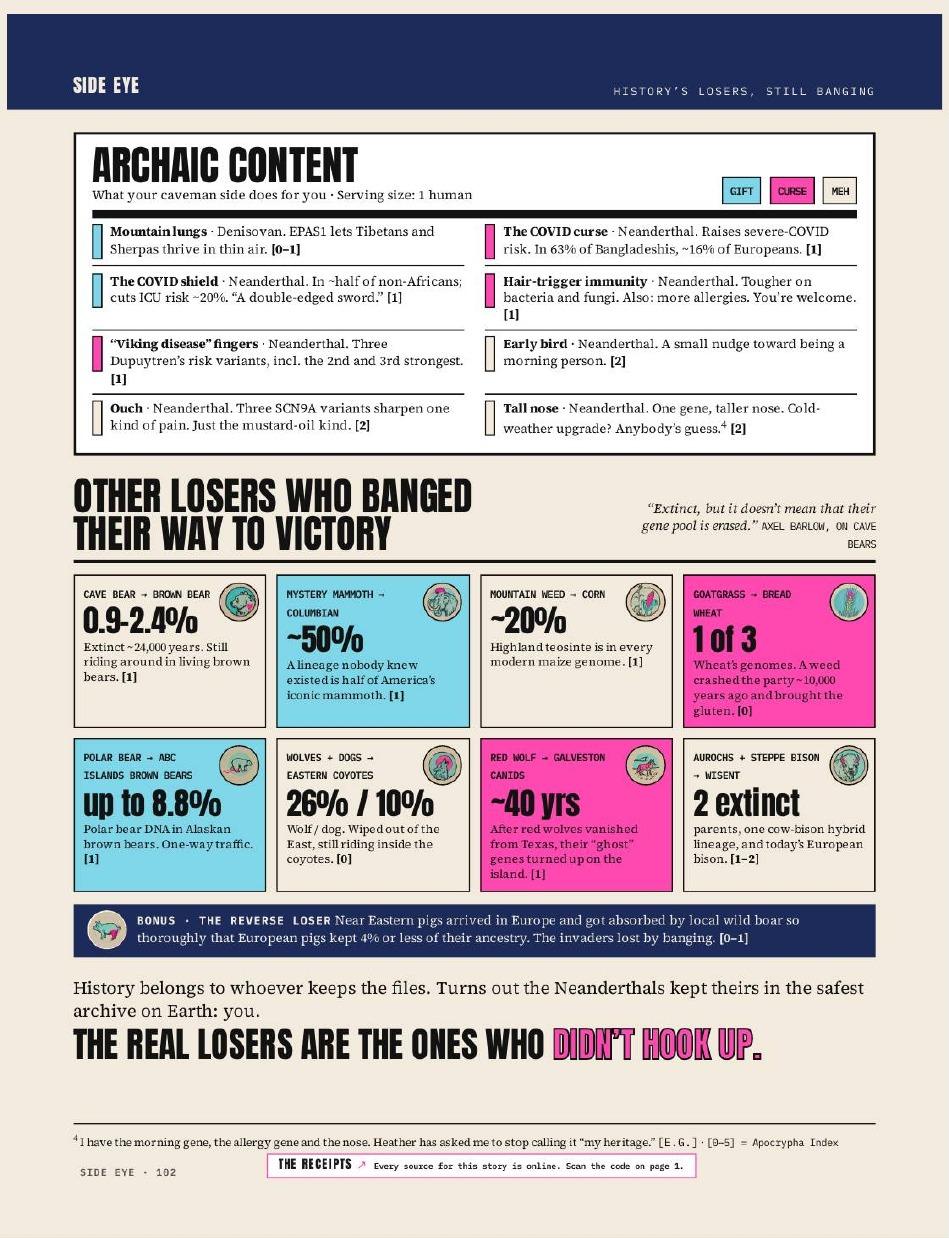 SIDE EYE
HISTORY'S LOSERS, STILL BANGING
ARCHAIC CONTENT
What your caveman side does for you · Serving size: 1 human
GIFT
CURSE
MEH
Mountain lungs · Denisovan. EPAS1 lets Tibetans and
Sherpas thrive in thin air. [0–1]
The COVID curse · Neanderthal. Raises severe-COVID
risk. In 63% of Bangladeshis, ~16% of Europeans. [1]
The COVID shield · Neanderthal. In ~half of non-Africans;
cuts ICU risk ~20%. “A double-edged sword.” [1]
Hair-trigger immunity · Neanderthal. Tougher on
bacteria and fungi. Also: more allergies. You're welcome.
[1]
“Viking disease” fingers · Neanderthal. Three
Dupuytren's risk variants, incl. the 2nd and 3rd strongest.
[1]
Early bird · Neanderthal. A small nudge toward being a
morning person. [2]
Ouch · Neanderthal. Three SCN9A variants sharpen one
kind of pain. Just the mustard-oil kind. [2]
Tall nose · Neanderthal. One gene, taller nose. Cold-
weather upgrade? Anybody's guess.⁴ [2]
OTHER LOSERS WHO BANGED
THEIR WAY TO VICTORY
“Extinct, but it doesn't mean that their
gene pool is erased.” AXEL BARLOW, ON CAVE
BEARS
CAVE BEAR → BROWN BEAR
0.9–2.4%
Extinct ~24,000 years. Still
riding around in living brown
bears. [1]
MYSTERY MAMMOTH →
COLUMBIAN
~50%
A lineage nobody knew
existed is half of America's
iconic mammoth. [1]
MOUNTAIN WEED → CORN
~20%
Highland teosinte is in every
modern maize genome. [1]
GOATGRASS → BREAD
WHEAT
1 of 3
Wheat's genomes. A weed
crashed the party ~10,000
years ago and brought the
gluten. [0]
POLAR BEAR → ABC
ISLANDS BROWN BEARS
up to 8.8%
Polar bear DNA in Alaskan
brown bears. One-way traffic.
[1]
WOLVES + DOGS →
EASTERN COYOTES
26% / 10%
Wolf / dog. Wiped out of the
East, still riding inside the
coyotes. [0]
RED WOLF → GALVESTON
CANIDS
~40 yrs
After red wolves vanished
from Texas, their “ghost”
genes turned up on the
island. [1]
AUROCHS + STEPPE BISON
→ WISENT
2 extinct
parents, one cow-bison hybrid
lineage, and today's European
bison. [1–2]
BONUS · THE REVERSE LOSER Near Eastern pigs arrived in Europe and got absorbed by local wild boar so
thoroughly that European pigs kept 4% or less of their ancestry. The invaders lost by banging. [0–1]
History belongs to whoever keeps the files. Turns out the Neanderthals kept theirs in the safest
archive on Earth: you.
THE REAL LOSERS ARE THE ONES WHO DIDN'T HOOK UP.
⁴ I have the morning gene, the allergy gene and the nose. Heather has asked me to stop calling it “my heritage.” [E.G.] · [0–5] = Apocrypha Index
SIDE EYE · 102
THE RECEIPTS ↗ Every source for this story is online. Scan the code on page 1.